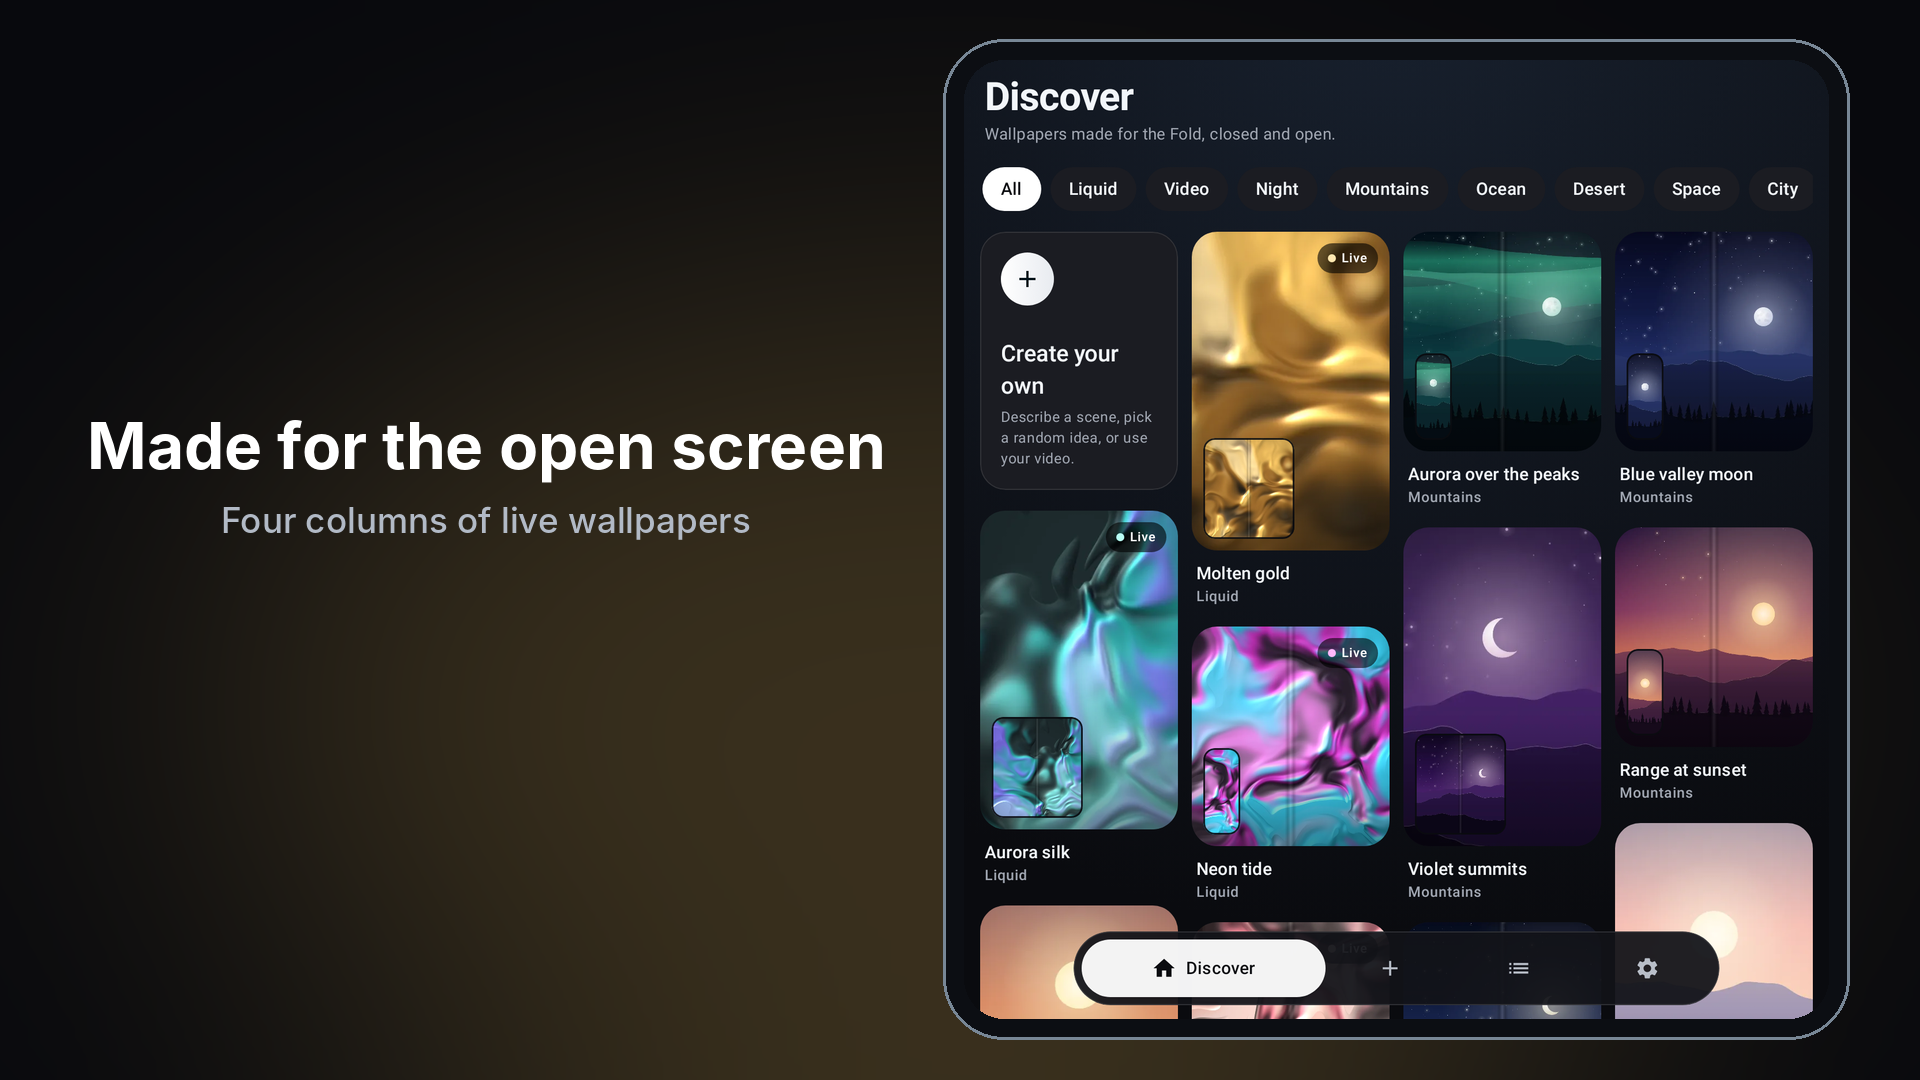 Made for the open screen
Four columns of live wallpapers
Discover
Wallpapers made for the Fold, closed and open.
All
Liquid
Video
Night
Mountains
Ocean
Desert
Space
City
Create your
own
Describe a scene, pick
a random idea, or use
your video.
Live
Aurora silk
Liquid
Live
Molten gold
Liquid
Live
Neon tide
Liquid
Live
Aurora over the peaks
Mountains
Violet summits
Mountains
Blue valley moon
Mountains
Range at sunset
Mountains
Discover